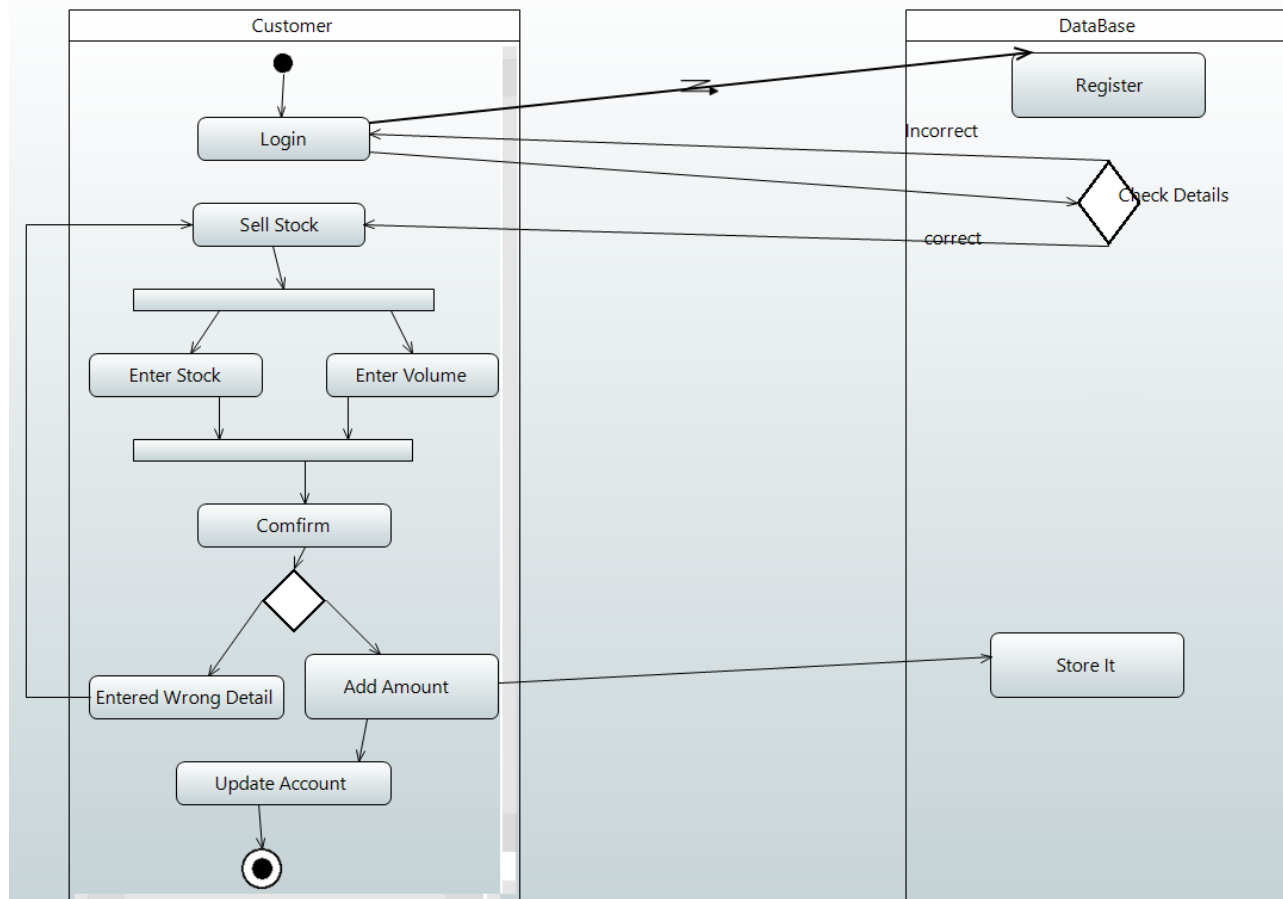 Customer
DataBase
Register
Login
Incorrect
Check Details
Sell Stock
correct
Enter Stock
Enter Volume
Comfirm
Store It
Add Amount
Entered Wrong Detail
Update Account